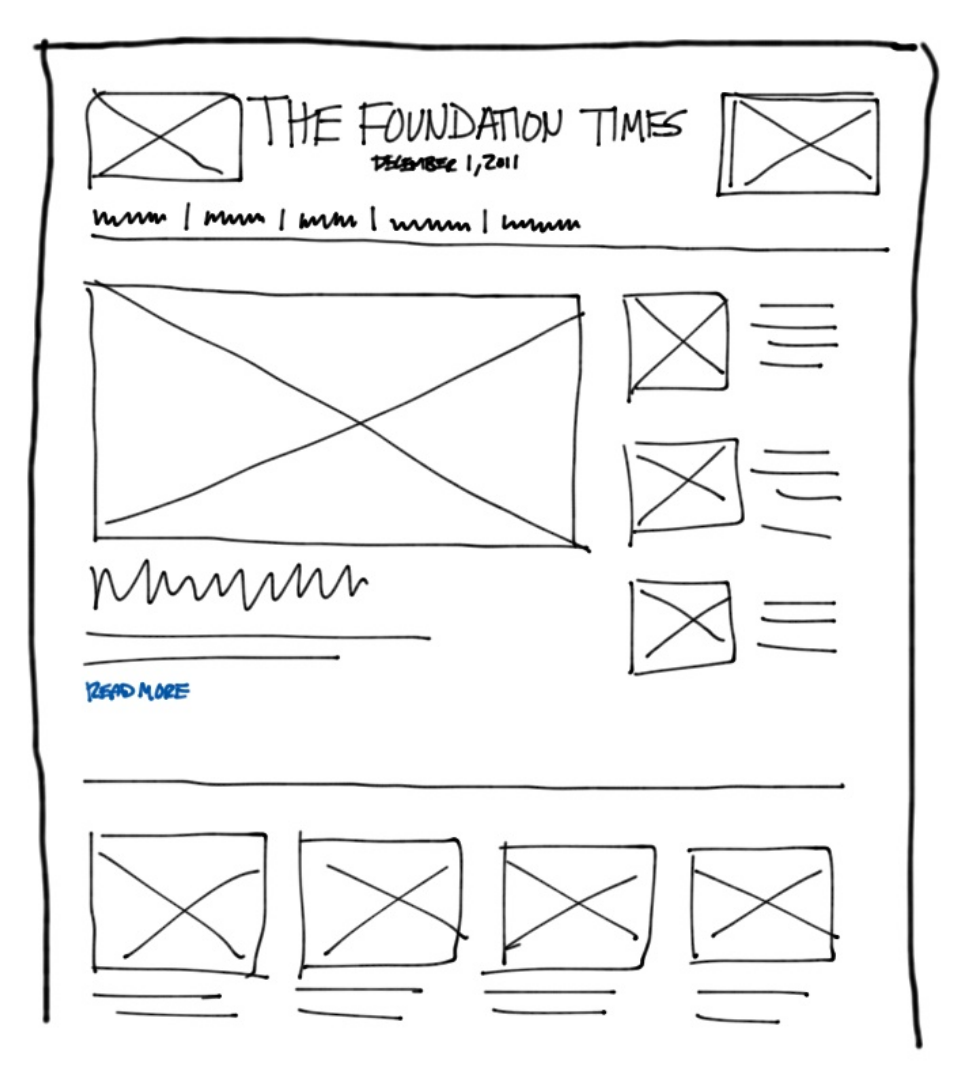 THE FOUNDATION TIMES
DECEMBER 1, 2011
READ MORE